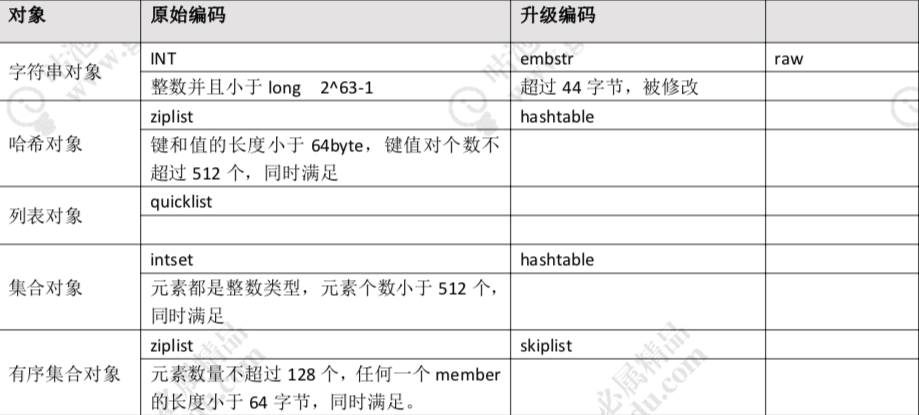 对象 原始编码 升级编码
字符串对象 INT embstr raw
整数并且小于 long 2^63-1 超过 44 字节，被修改
哈希对象 ziplist hashtable
键和值的长度小于 64byte，键值对个数不
超过 512 个，同时满足
列表对象 quicklist
集合对象 intset hashtable
元素都是整数类型，元素个数小于 512 个，
同时满足
有序集合对象 ziplist skiplist
元素数量不超过 128 个，任何一个 member
的长度小于 64 字节，同时满足。
必属精品